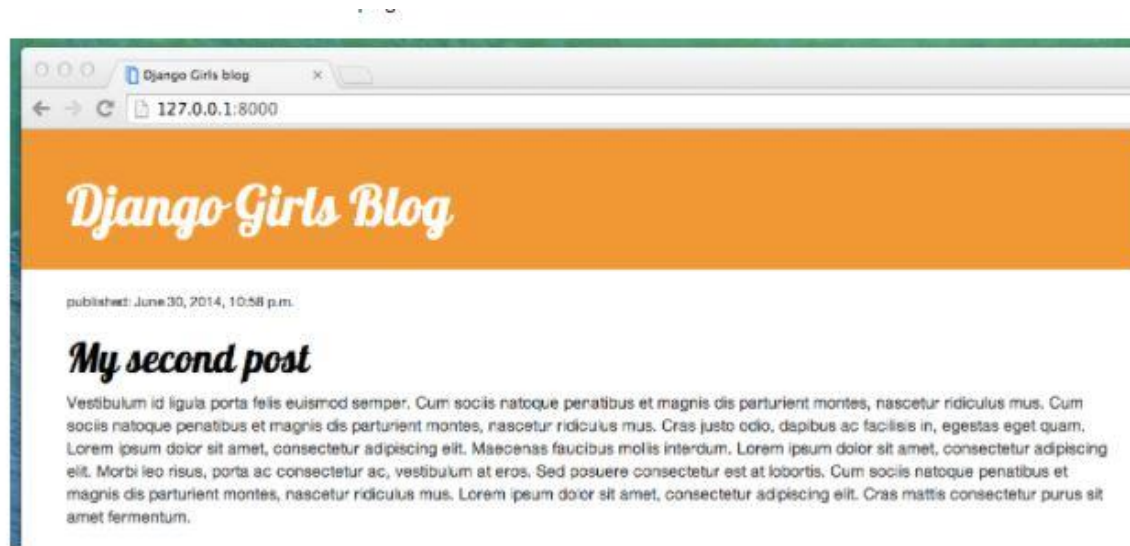 Django Girls blog
127.0.0.1:8000
Django Girls Blog
published: June 30, 2014, 10:58 p.m.
My second post
Vestibulum id ligula porta felis euismod semper. Cum sociis natoque penatibus et magnis dis parturient montes, nascetur ridiculus mus. Cum
sociis natoque penatibus et magnis dis parturient montes, nascetur ridiculus mus. Cras justo odio, dapibus ac facilisis in, egestas eget quam.
Lorem ipsum dolor sit amet, consectetur adipiscing elit. Maecenas faucibus mollis interdum. Lorem ipsum dolor sit amet, consectetur adipiscing
elit. Morbi leo risus, porta ac consectetur ac, vestibulum at eros. Sed posuere consectetur est at lobortis. Cum sociis natoque penatibus et
magnis dis parturient montes, nascetur ridiculus mus. Lorem ipsum dolor sit amet, consectetur adipiscing elit. Cras mattis consectetur purus sit
amet fermentum.